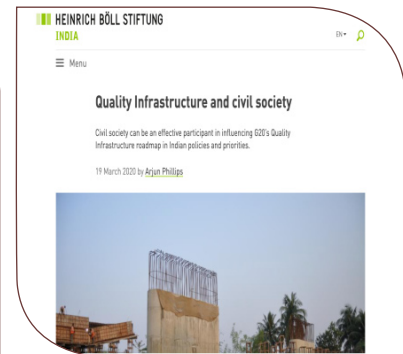 HEINRICH BÖLL STIFTUNG
INDIA
EN
Menu
Quality Infrastructure and civil society
Civil society can be an effective participant in influencing G20's Quality
Infrastructure roadmap in Indian policies and priorities.
19 March 2020 by Arjun Phillips